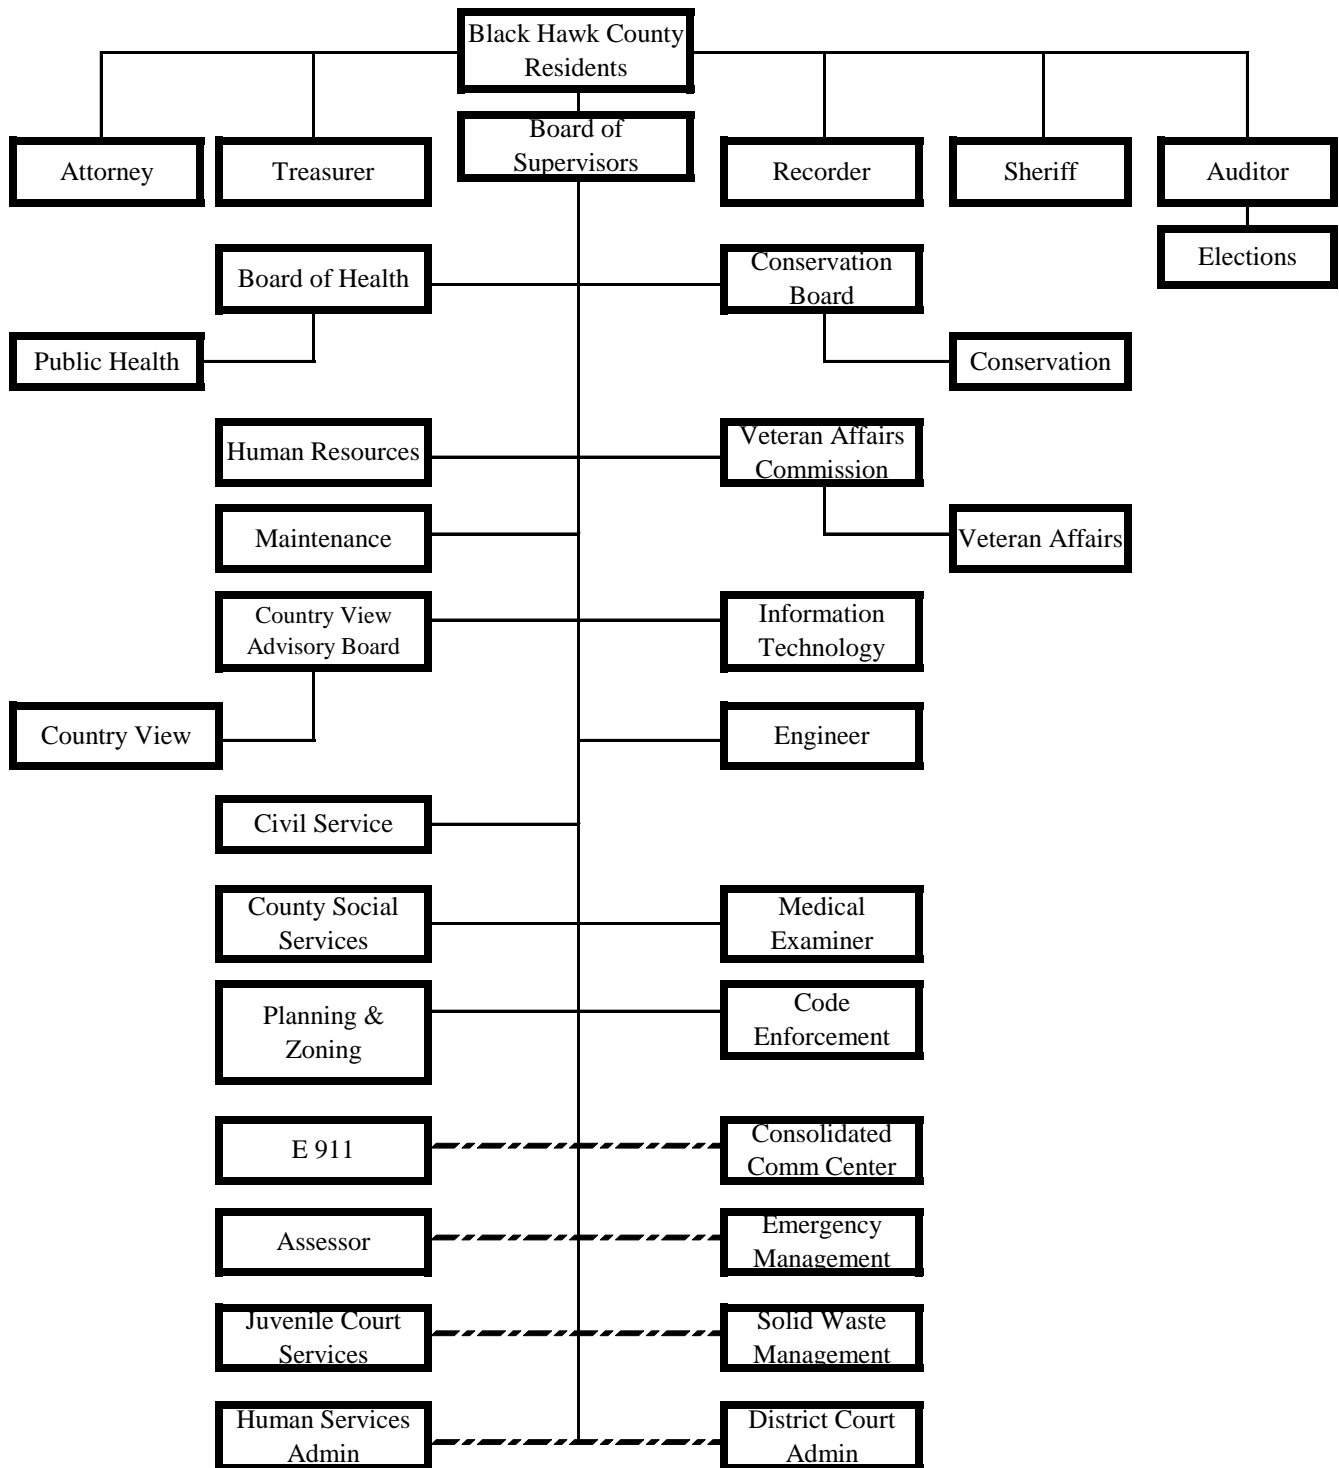 Black Hawk County
Residents
Board of
Supervisors
Attorney
Treasurer
Recorder
Sheriff
Auditor
Elections
Board of Health
Conservation
Board
Public Health
Conservation
Human Resources
Veteran Affairs
Commission
Maintenance
Veteran Affairs
Country View
Advisory Board
Information
Technology
Country View
Engineer
Civil Service
County Social
Services
Medical
Examiner
Planning &
Zoning
Code
Enforcement
E 911
Consolidated
Comm Center
Assessor
Emergency
Management
Juvenile Court
Services
Solid Waste
Management
Human Services
Admin
District Court
Admin